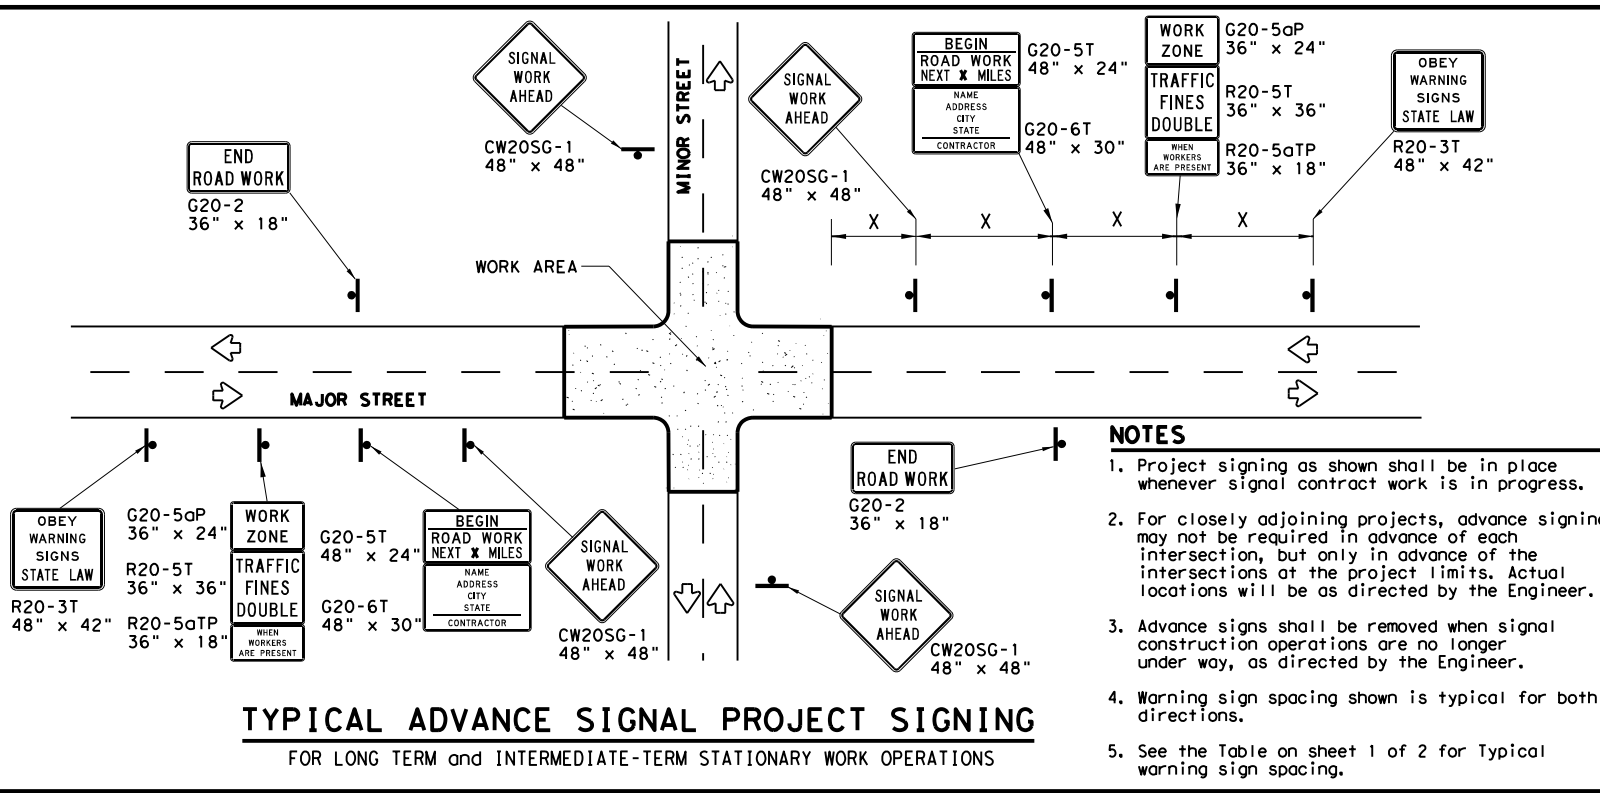 SIGNAL
WORK
AHEAD
CW20SG-1
48" x 48"
MINOR STREET
SIGNAL
WORK
AHEAD
CW20SG-1
48" x 48"
BEGIN
ROAD WORK
NEXT X MILES
NAME
ADDRESS
CITY
STATE
CONTRACTOR
G20-5T
48" x 24"
G20-6T
48" x 30"
WORK
ZONE
TRAFFIC
FINES
DOUBLE
WHEN
WORKERS
ARE PRESENT
G20-5aP
36" x 24"
R20-5T
36" x 36"
R20-5aTP
36" x 18"
OBEY
WARNING
SIGNS
STATE LAW
R20-3T
48" x 42"
END
ROAD WORK
G20-2
36" x 18"
X X X X
WORK AREA
MAJOR STREET
OBEY
WARNING
SIGNS
STATE LAW
R20-3T
48" x 42"
G20-5aP
36" x 24"
R20-5T
36" x 36"
R20-5aTP
36" x 18"
WORK
ZONE
TRAFFIC
FINES
DOUBLE
WHEN
WORKERS
ARE PRESENT
G20-5T
48" x 24"
G20-6T
48" x 30"
BEGIN
ROAD WORK
NEXT X MILES
NAME
ADDRESS
CITY
STATE
CONTRACTOR
SIGNAL
WORK
AHEAD
CW20SG-1
48" x 48"
END
ROAD WORK
G20-2
36" x 18"
SIGNAL
WORK
AHEAD
CW20SG-1
48" x 48"
TYPICAL ADVANCE SIGNAL PROJECT SIGNING
FOR LONG TERM and INTERMEDIATE-TERM STATIONARY WORK OPERATIONS
NOTES
1. Project signing as shown shall be in place
whenever signal contract work is in progress.
2. For closely adjoining projects, advance signing
may not be required in advance of each
intersection, but only in advance of the
intersections at the project limits. Actual
locations will be as directed by the Engineer.
3. Advance signs shall be removed when signal
construction operations are no longer
under way, as directed by the Engineer.
4. Warning sign spacing shown is typical for both
directions.
5. See the Table on sheet 1 of 2 for Typical
warning sign spacing.